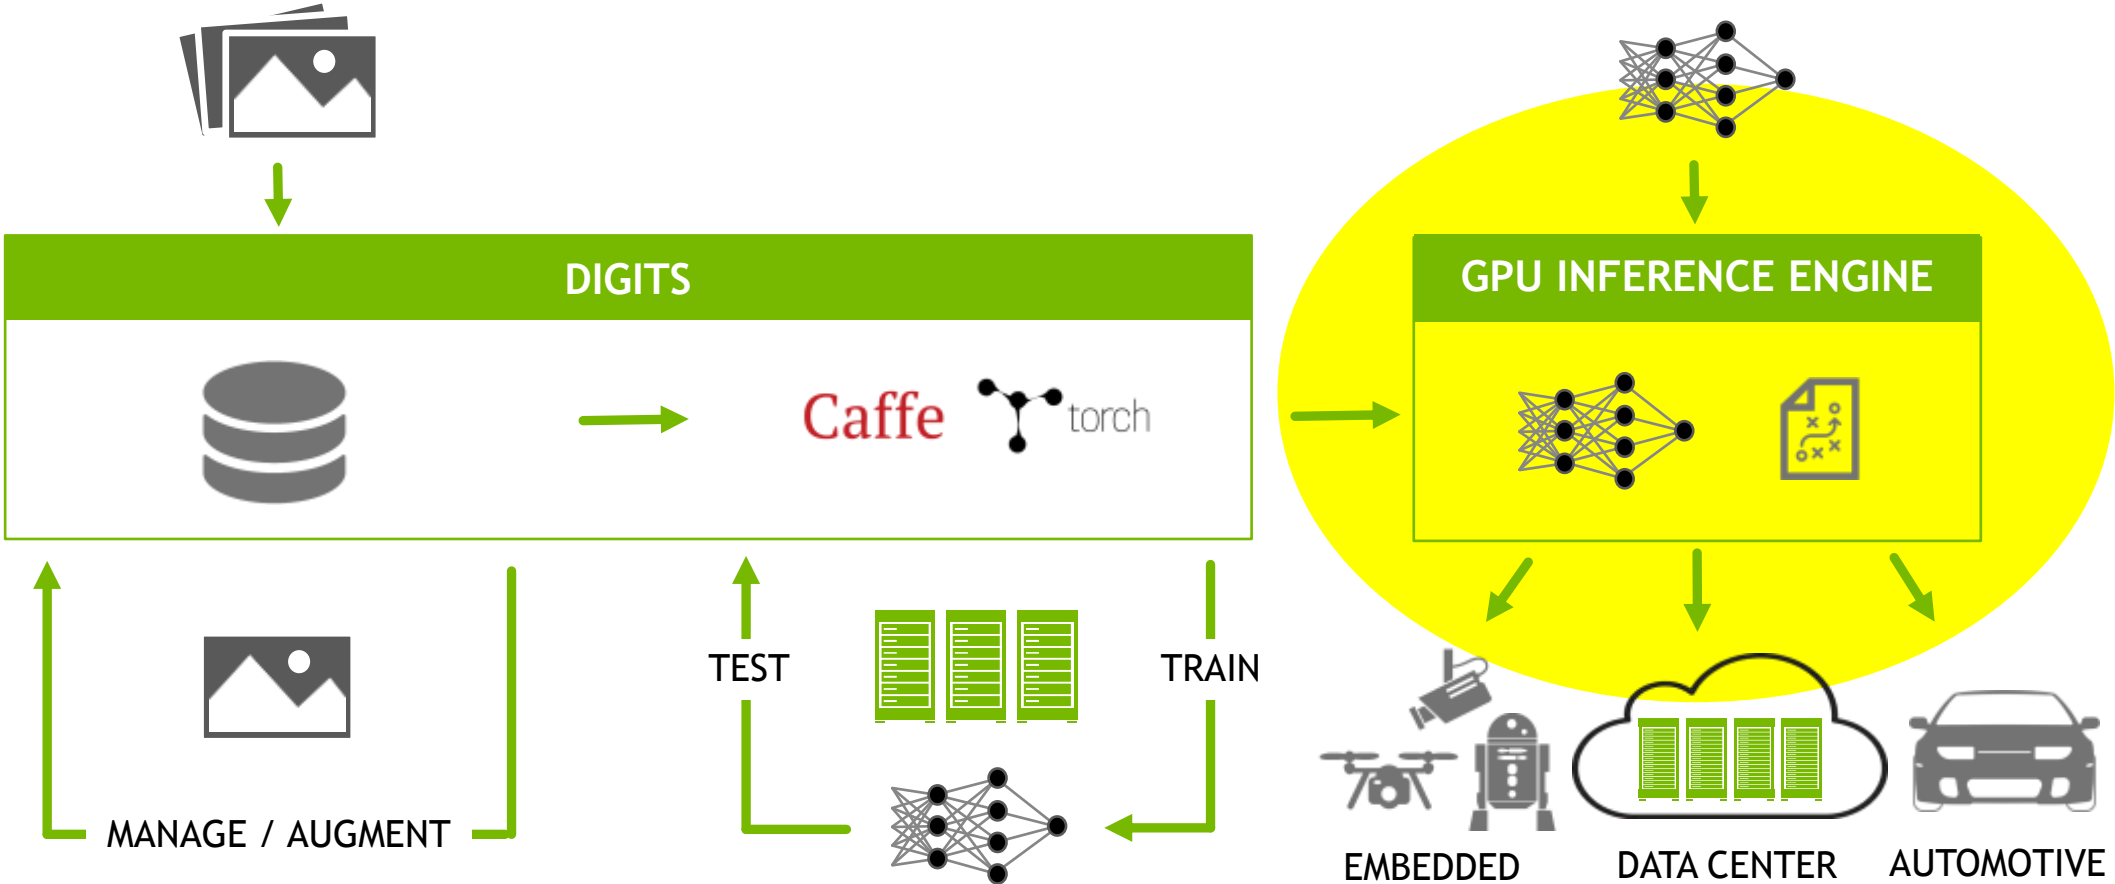 DIGITS
GPU INFERENCE ENGINE
Caffe torch
TEST
TRAIN
MANAGE / AUGMENT
EMBEDDED
DATA CENTER
AUTOMOTIVE